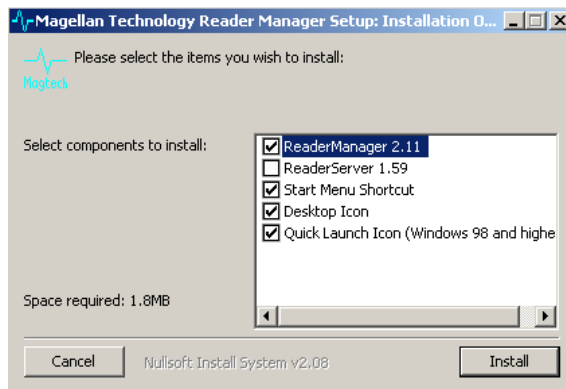 Magellan Technology Reader Manager Setup: Installation O...
Please select the items you wish to install:
Magtech
Select components to install:
ReaderManager 2.11
ReaderServer 1.59
Start Menu Shortcut
Desktop Icon
Quick Launch Icon (Windows 98 and highe
Space required: 1.8MB
Cancel
Nullsoft Install System v2.08
Install